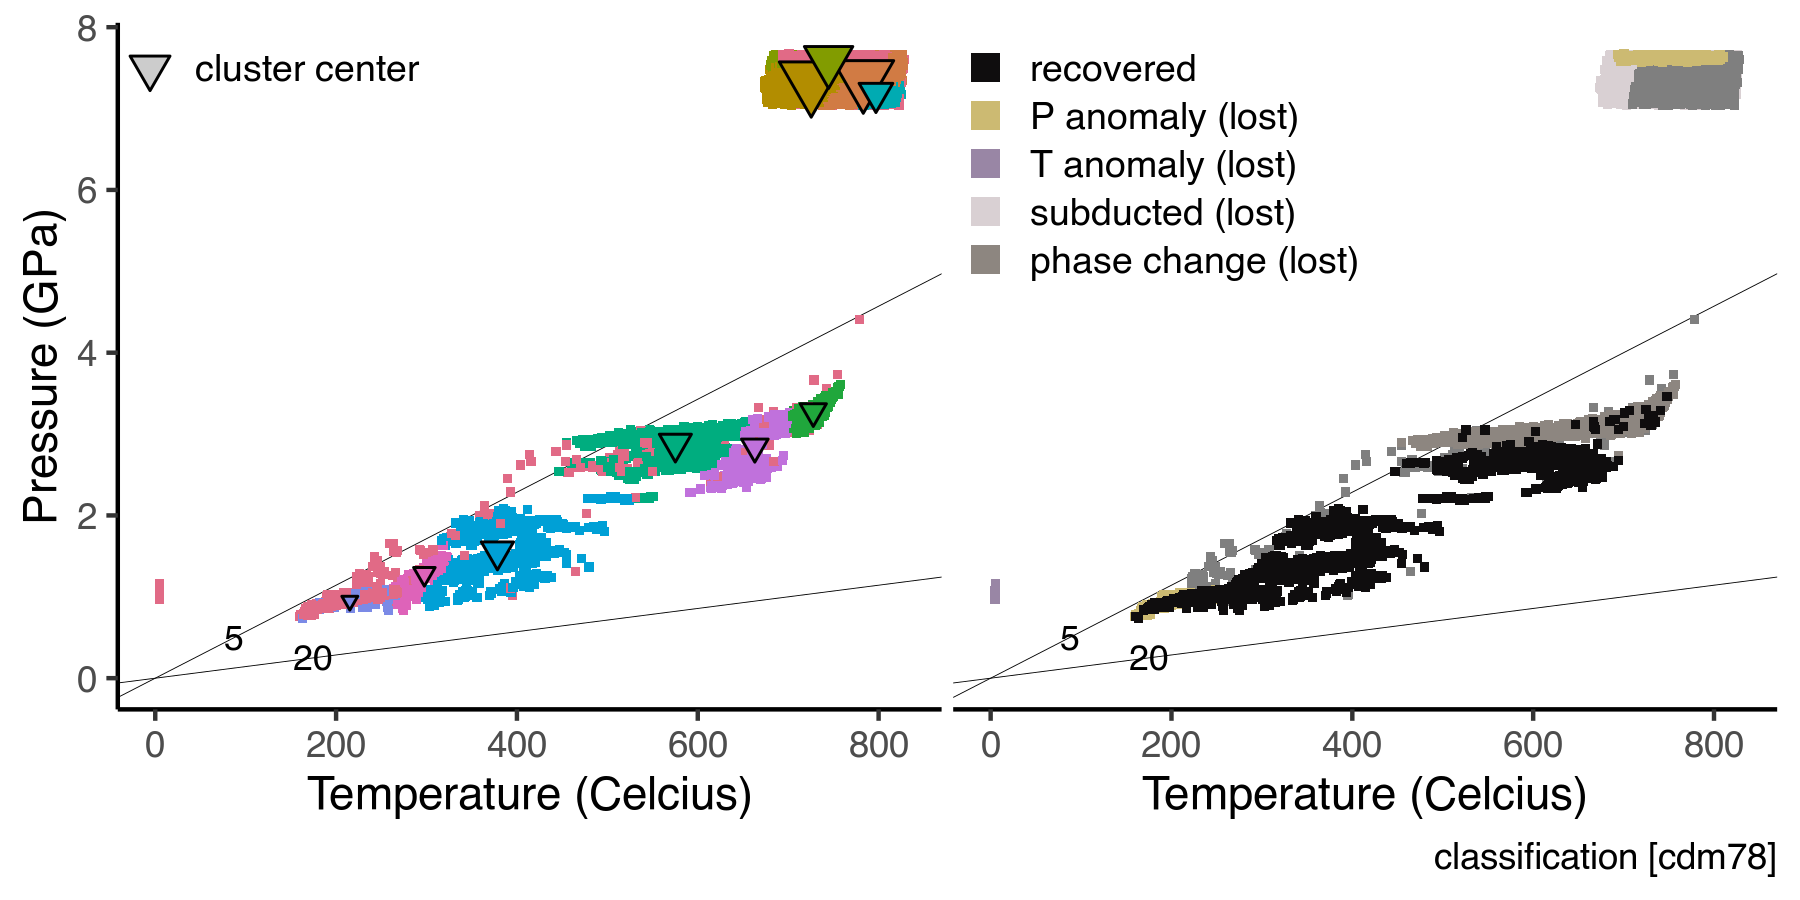 8
6
4
2
0
Pressure (GPa)
cluster center
5
20
0 200 400 600 800
Temperature (Celcius)
recovered
P anomaly (lost)
T anomaly (lost)
subducted (lost)
phase change (lost)
5
20
0 200 400 600 800
Temperature (Celcius)
classification [cdm78]